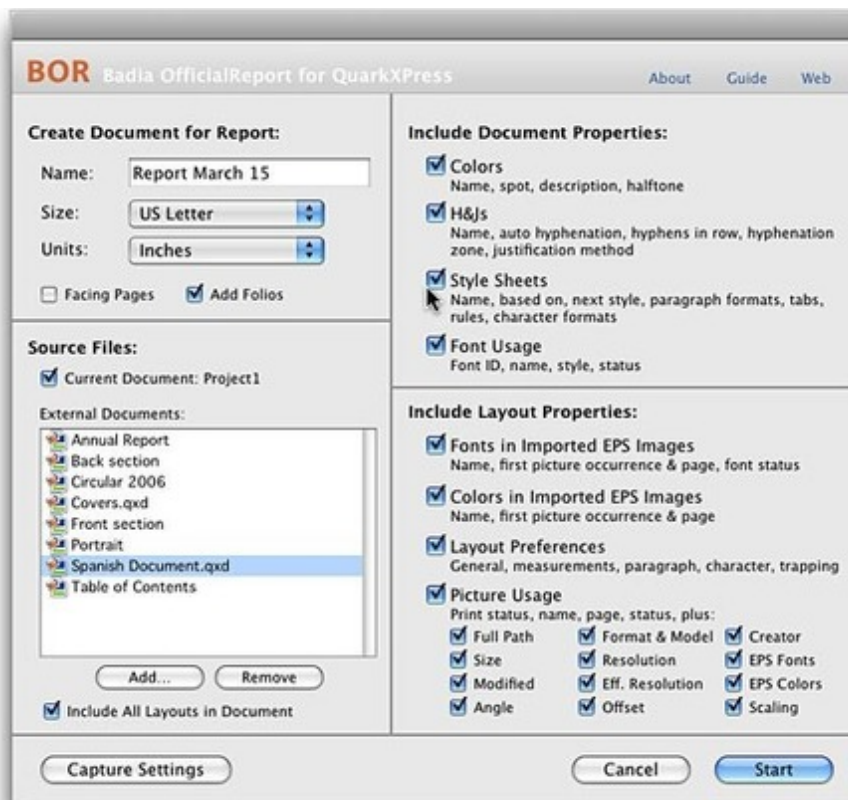 BOR Badia OfficialReport for QuarkXPress
About Guide Web
Create Document for Report:
Name: Report March 15
Size: US Letter
Units: Inches
Facing Pages Add Folios
Source Files:
Current Document: Project1
External Documents:
Annual Report
Back section
Circular 2006
Covers.qxd
Front section
Portrait
Spanish Document.qxd
Table of Contents
Add... Remove
Include All Layouts in Document
Include Document Properties:
Colors
Name, spot, description, halftone
H&Js
Name, auto hyphenation, hyphens in row, hyphenation
zone, justification method
Style Sheets
Name, based on, next style, paragraph formats, tabs,
rules, character formats
Font Usage
Font ID, name, style, status
Include Layout Properties:
Fonts in Imported EPS Images
Name, first picture occurrence & page, font status
Colors in Imported EPS Images
Name, first picture occurrence & page
Layout Preferences
General, measurements, paragraph, character, trapping
Picture Usage
Print status, name, page, status, plus:
Full Path Format & Model Creator
Size Resolution EPS Fonts
Modified Eff. Resolution EPS Colors
Angle Offset Scaling
Capture Settings Cancel Start